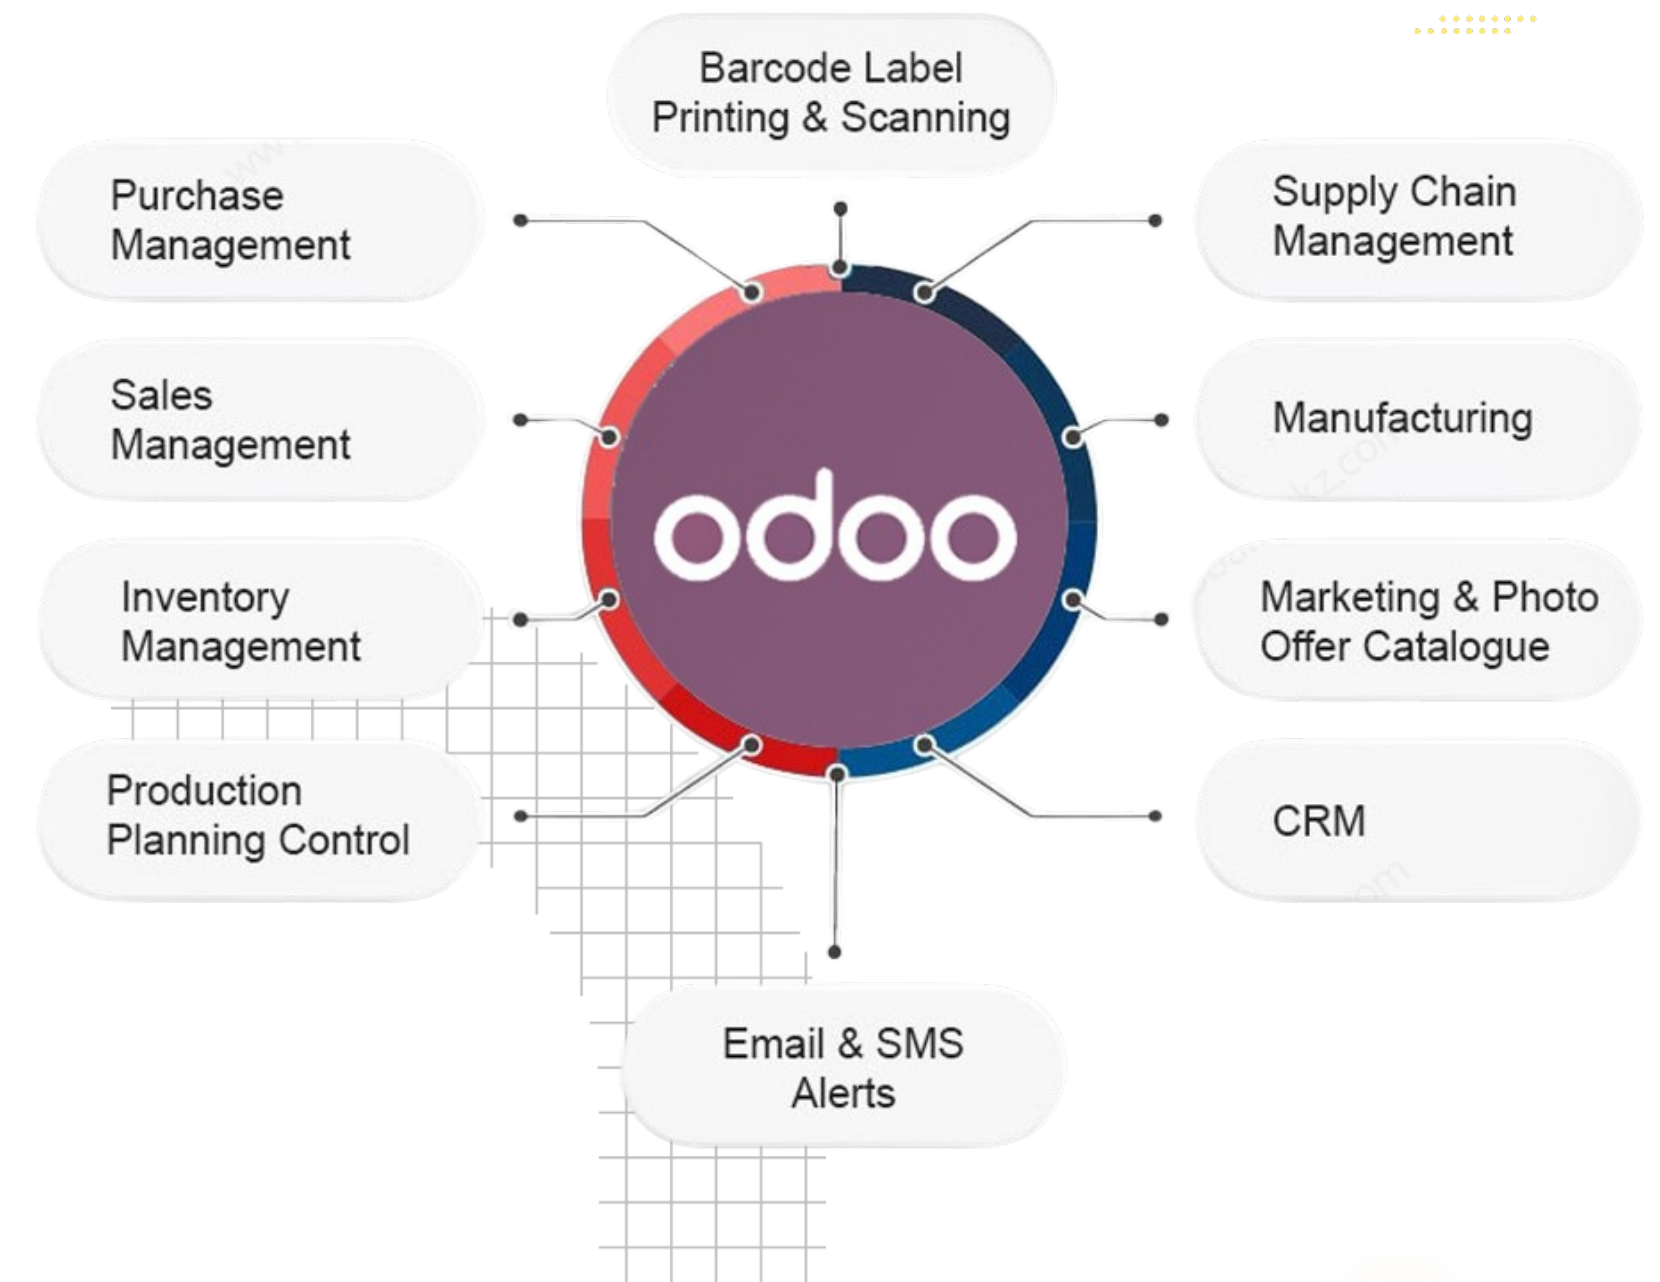 Barcode Label
Printing & Scanning
Purchase
Management
Supply Chain
Management
Sales
Management
Manufacturing
odoo
Inventory
Management
Marketing & Photo
Offer Catalogue
Production
Planning Control
CRM
Email & SMS
Alerts